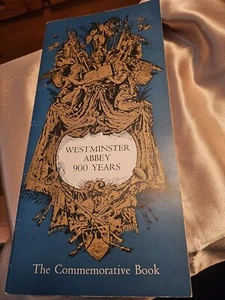 WESTMINSTER
ABBEY
900 YEARS
The Commemorative Book